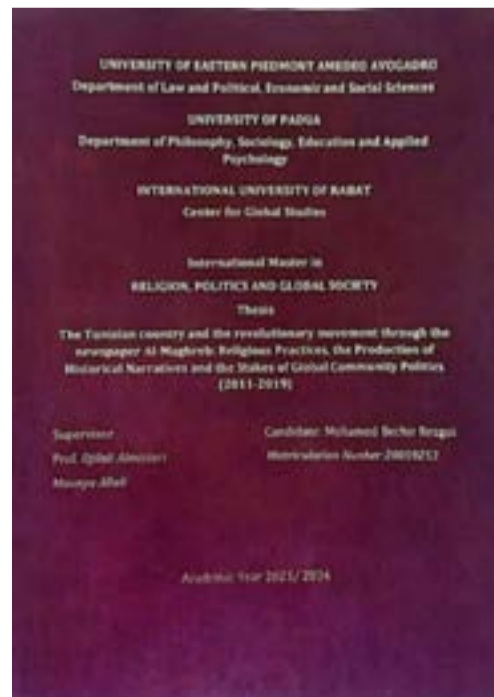 UNIVERSITY OF EASTERN PIEDMONT AMEDEO AVOGADRO
Department of Law and Political, Economic and Social Sciences
UNIVERSITY OF PADUA
Department of Philosophy, Sociology, Education and Applied
Psychology
INTERNATIONAL UNIVERSITY OF RABAT
Center for Global Studies
International Master in
RELIGION, POLITICS AND GLOBAL SOCIETY
Thesis
The Tunisian country and the revolutionary movement through the
newspaper Al Maghreb: Religious Practices, the Production of
Historical Narratives and the Stakes of Global Community Politics
(2011-2019)
Supervisor
Candidate: Mohamed Bechir
Prof.
Matriculation Number
Academic Year 2023/2024